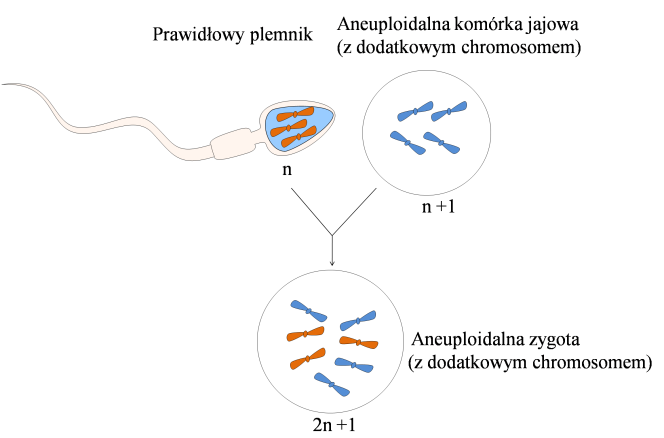 Prawidłowy plemnik
Aneuploidalna komórka jajowa
(z dodatkowym chromosomem)
n
n +1
Aneuploidalna zygota
(z dodatkowym chromosomem)
2n +1